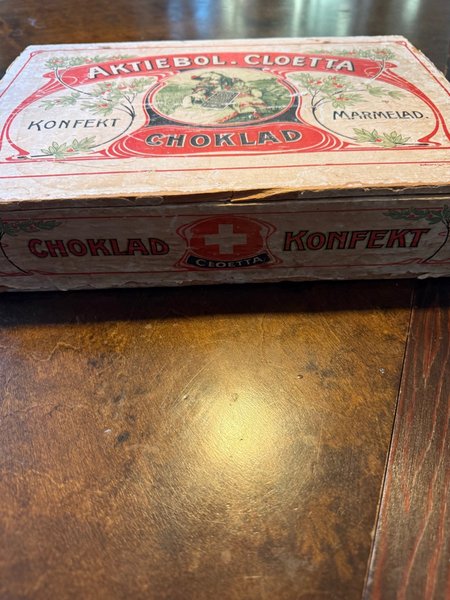 AKTIEBOL. CLOETTA
KONFEKT
MARMELAD.
CHOKLAD
CHOKLAD
CLOETTA
KONFEKT